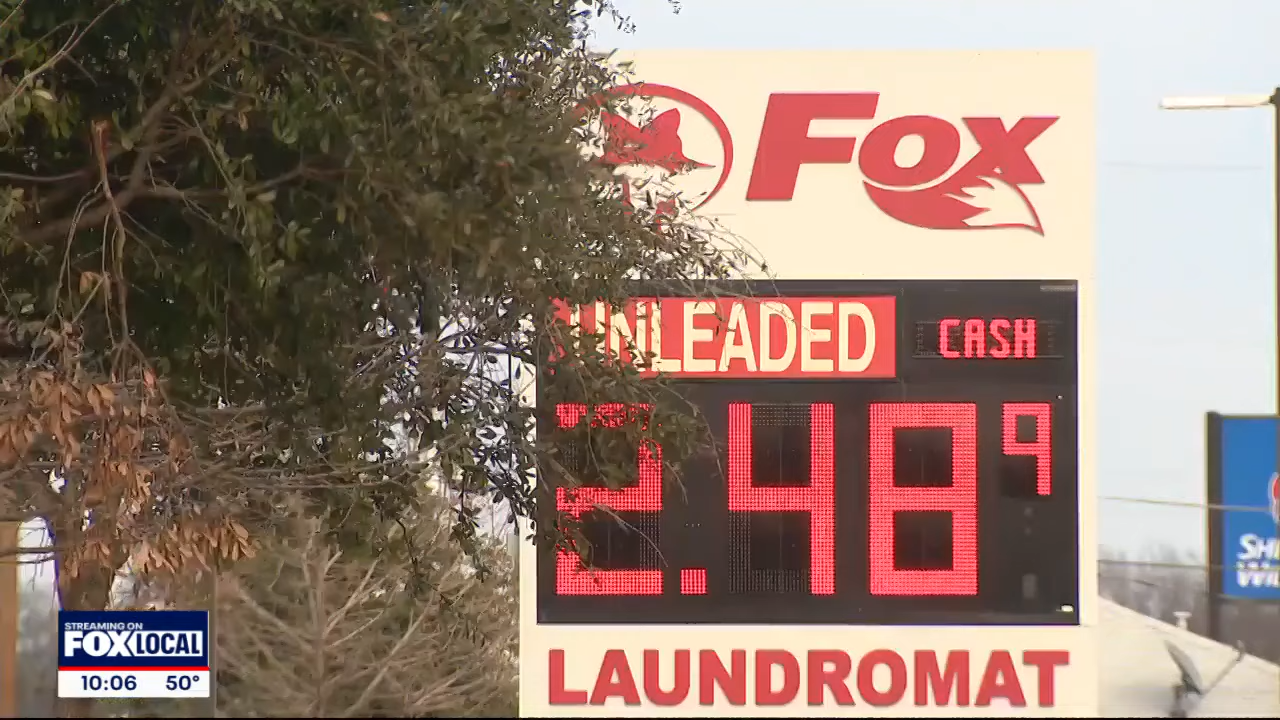 Fox
UNLEADED
CASH
2.48 9
LAUNDROMAT
STREAMING ON
FOX LOCAL
10:06 50°